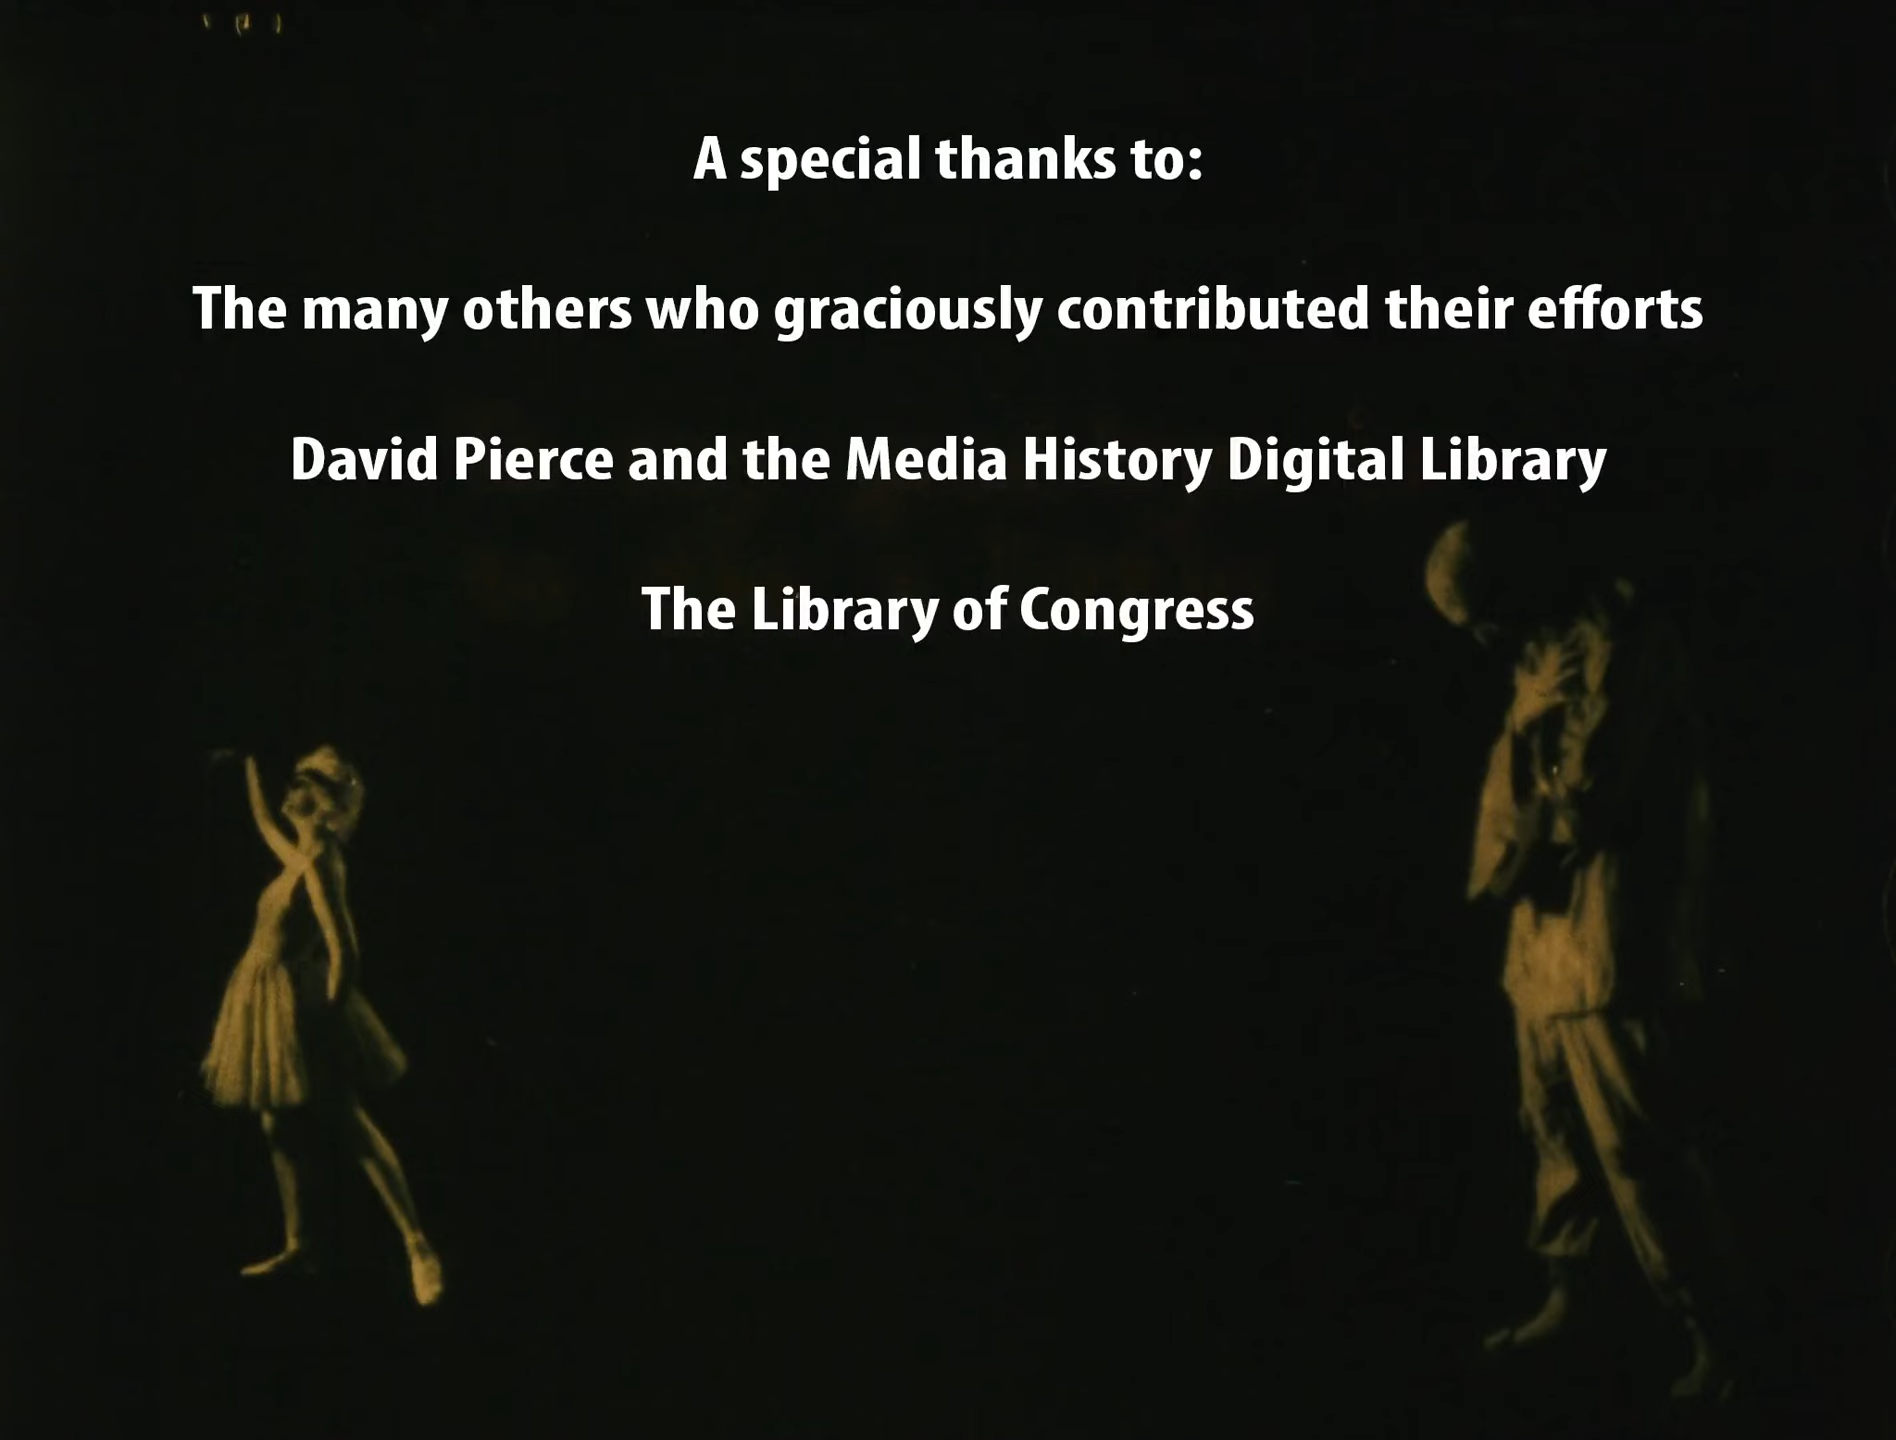 A special thanks to:
The many others who graciously contributed their efforts
David Pierce and the Media History Digital Library
The Library of Congress